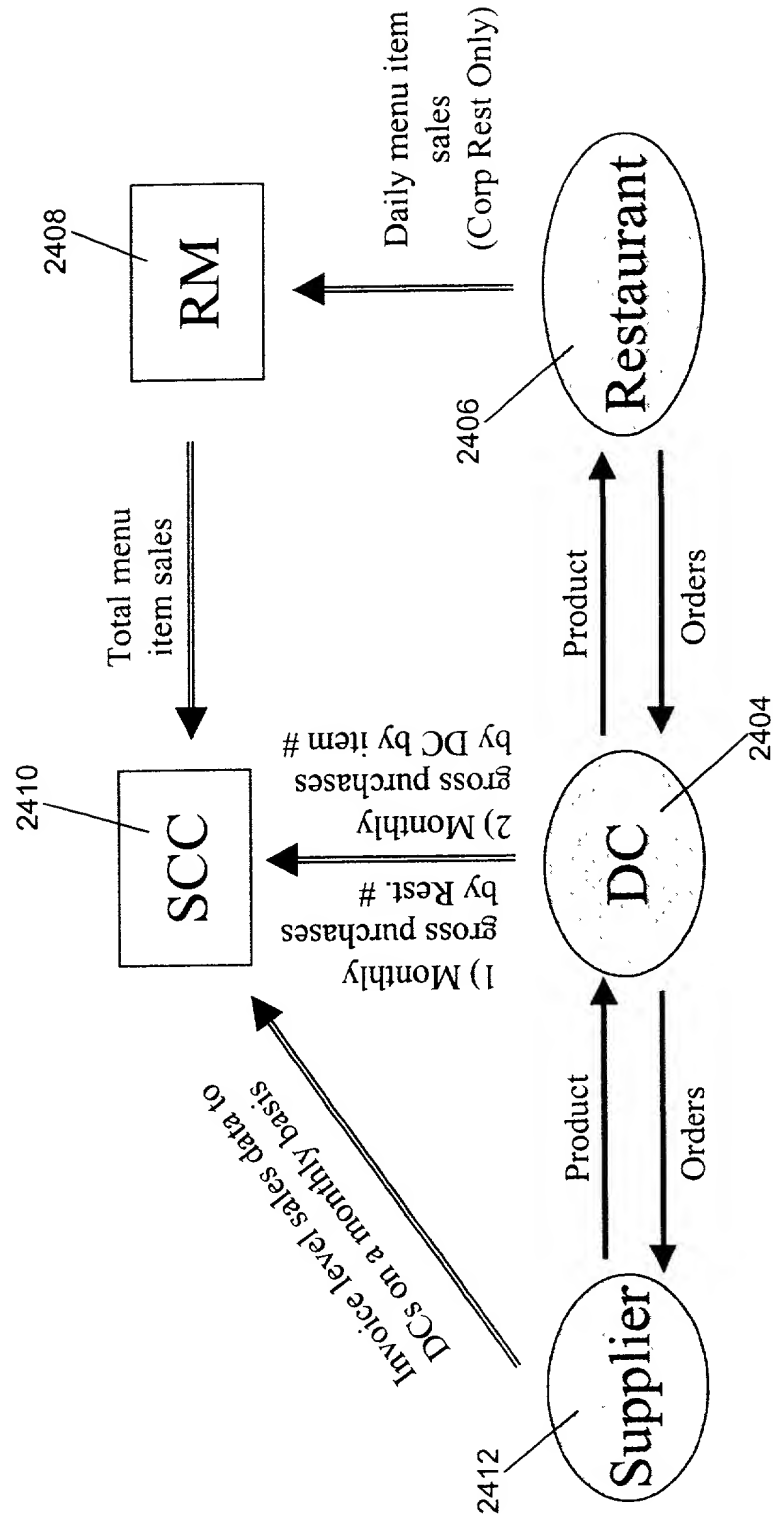 2408
RM
Total menu
item sales
2410
SCC
Daily menu item
sales
(Corp Rest Only)
1) Monthly
gross purchases
by Rest. #
2) Monthly
gross purchases
by DC by item #
Invoice level sales data to
DCs on a monthly basis
2406
Restaurant
Product
Orders
2404
DC
Product
Orders
2412
Supplier